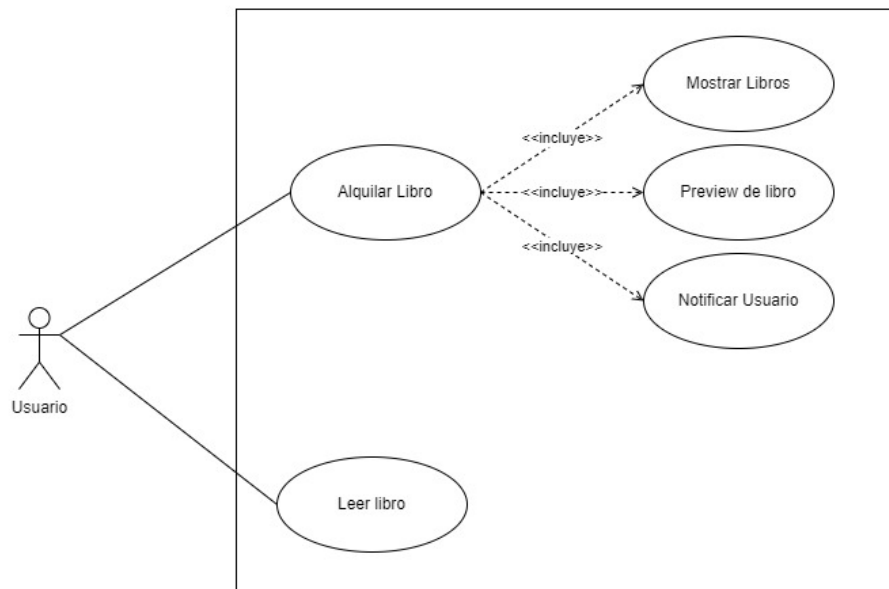 Mostrar Libros
<<incluye>>
Alquilar Libro
<<incluye>>
Preview de libro
<<incluye>>
Notificar Usuario
Usuario
Leer libro